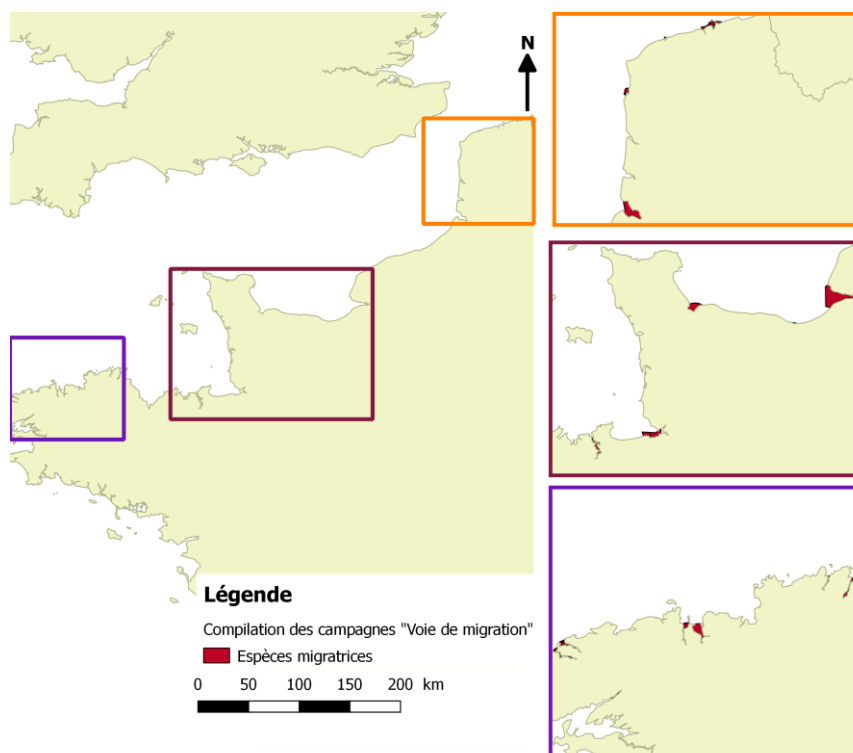 N
Légende
Compilation des campagnes "Voie de migration"
Espèces migratrices
0 50 100 150 200 km